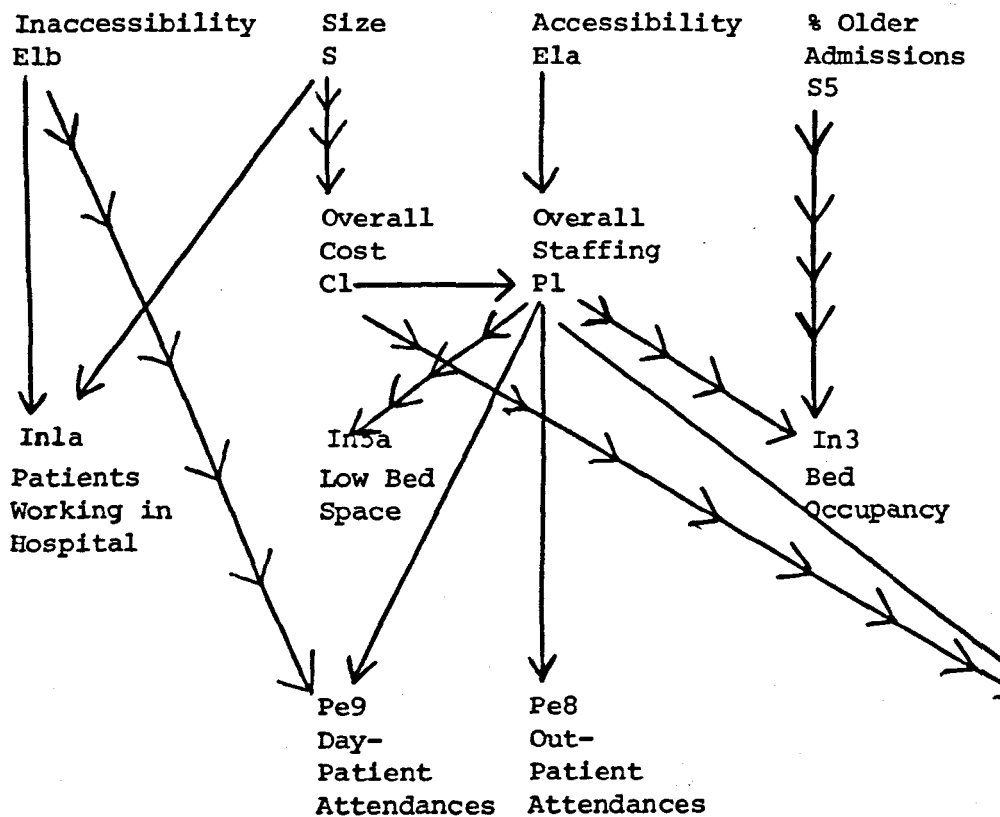 Inaccessibility
Elb
Size
S
Accessibility
Ela
% Older
Admissions
S5
Overall
Cost
Cl
Overall
Staffing
Pl
Inla
Patients
Working in
Hospital
In5a
Low Bed
Space
In3
Bed
Occupancy
Pe9
Day-
Patient
Attendances
Pe8
Out-
Patient
Attendances